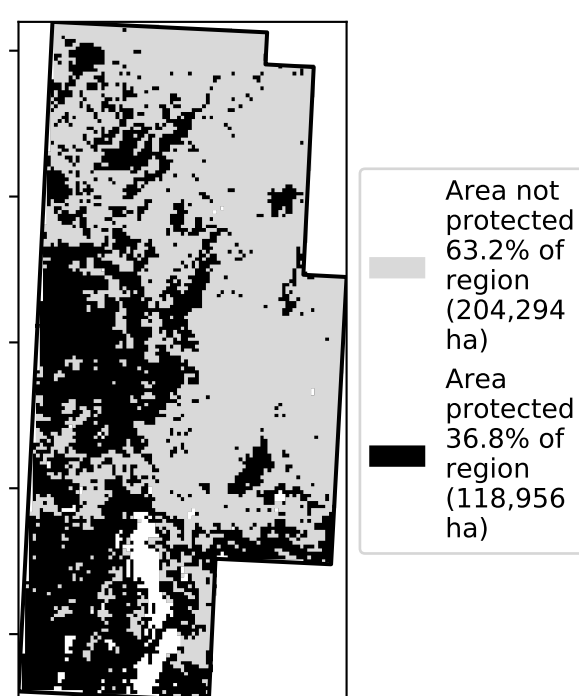 Area not
protected
63.2% of
region
(204,294
ha)
Area
protected
36.8% of
region
(118,956
ha)